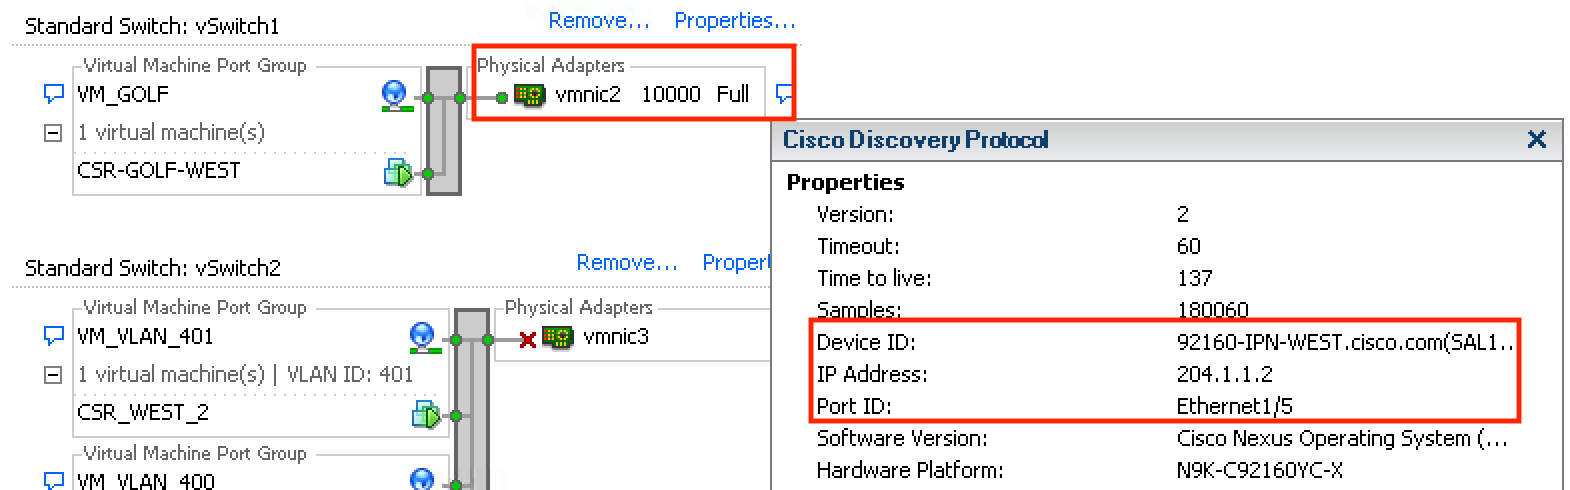 Standard Switch: vSwitch1
Remove... Properties...
Virtual Machine Port Group
Physical Adapters
VM_GOLF
vmnic2 10000 Full
1 virtual machine(s)
CSR-GOLF-WEST
Standard Switch: vSwitch2
Remove...
Virtual Machine Port Group
Physical Adapters
VM_VLAN_401
vmnic3
1 virtual machine(s) | VLAN ID: 401
CSR_WEST_2
Virtual Machine Port Group
VM_VLAN_400
Cisco Discovery Protocol
Properties
Version: 2
Timeout: 60
Time to live: 137
Samples: 180060
Device ID: 92160-IPN-WEST.cisco.com(SAL1..
IP Address: 204.1.1.2
Port ID: Ethernet1/5
Software Version: Cisco Nexus Operating System (...
Hardware Platform: N9K-C92160YC-X